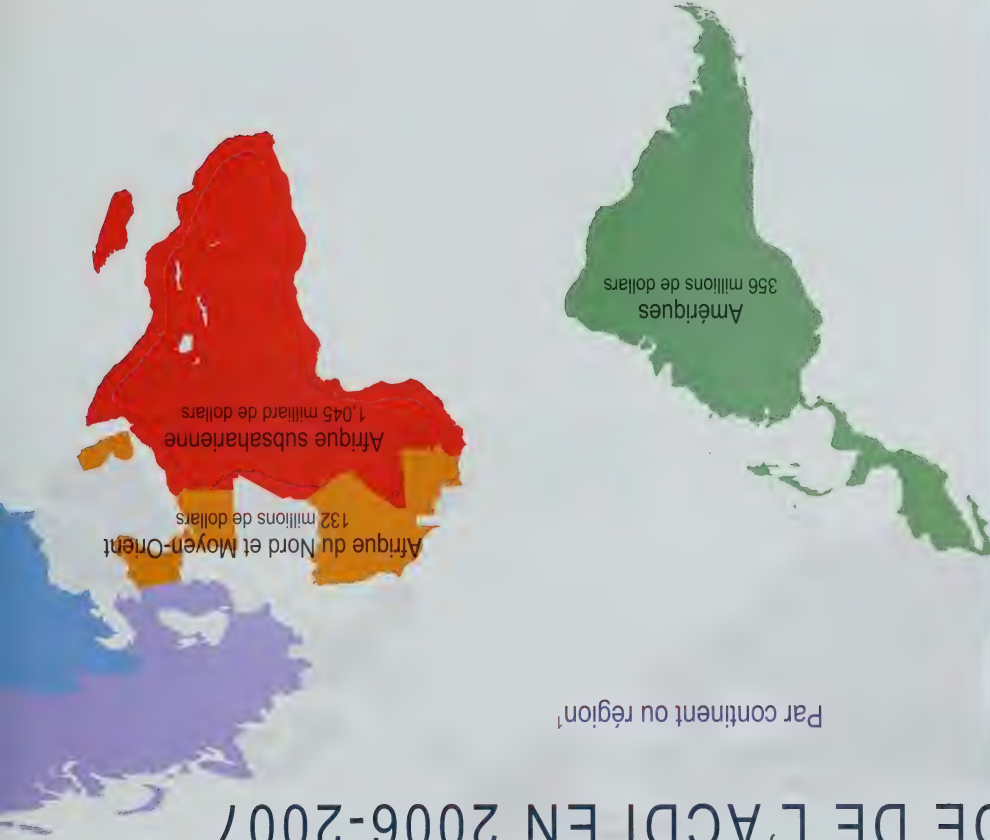 DE DE L'ACDI EN 2006-2007
Par continent ou région¹
Afrique du Nord et Moyen-Orient
132 millions de dollars
Afrique subsaharienne
1,045 milliard de dollars
Amériques
356 millions de dollars